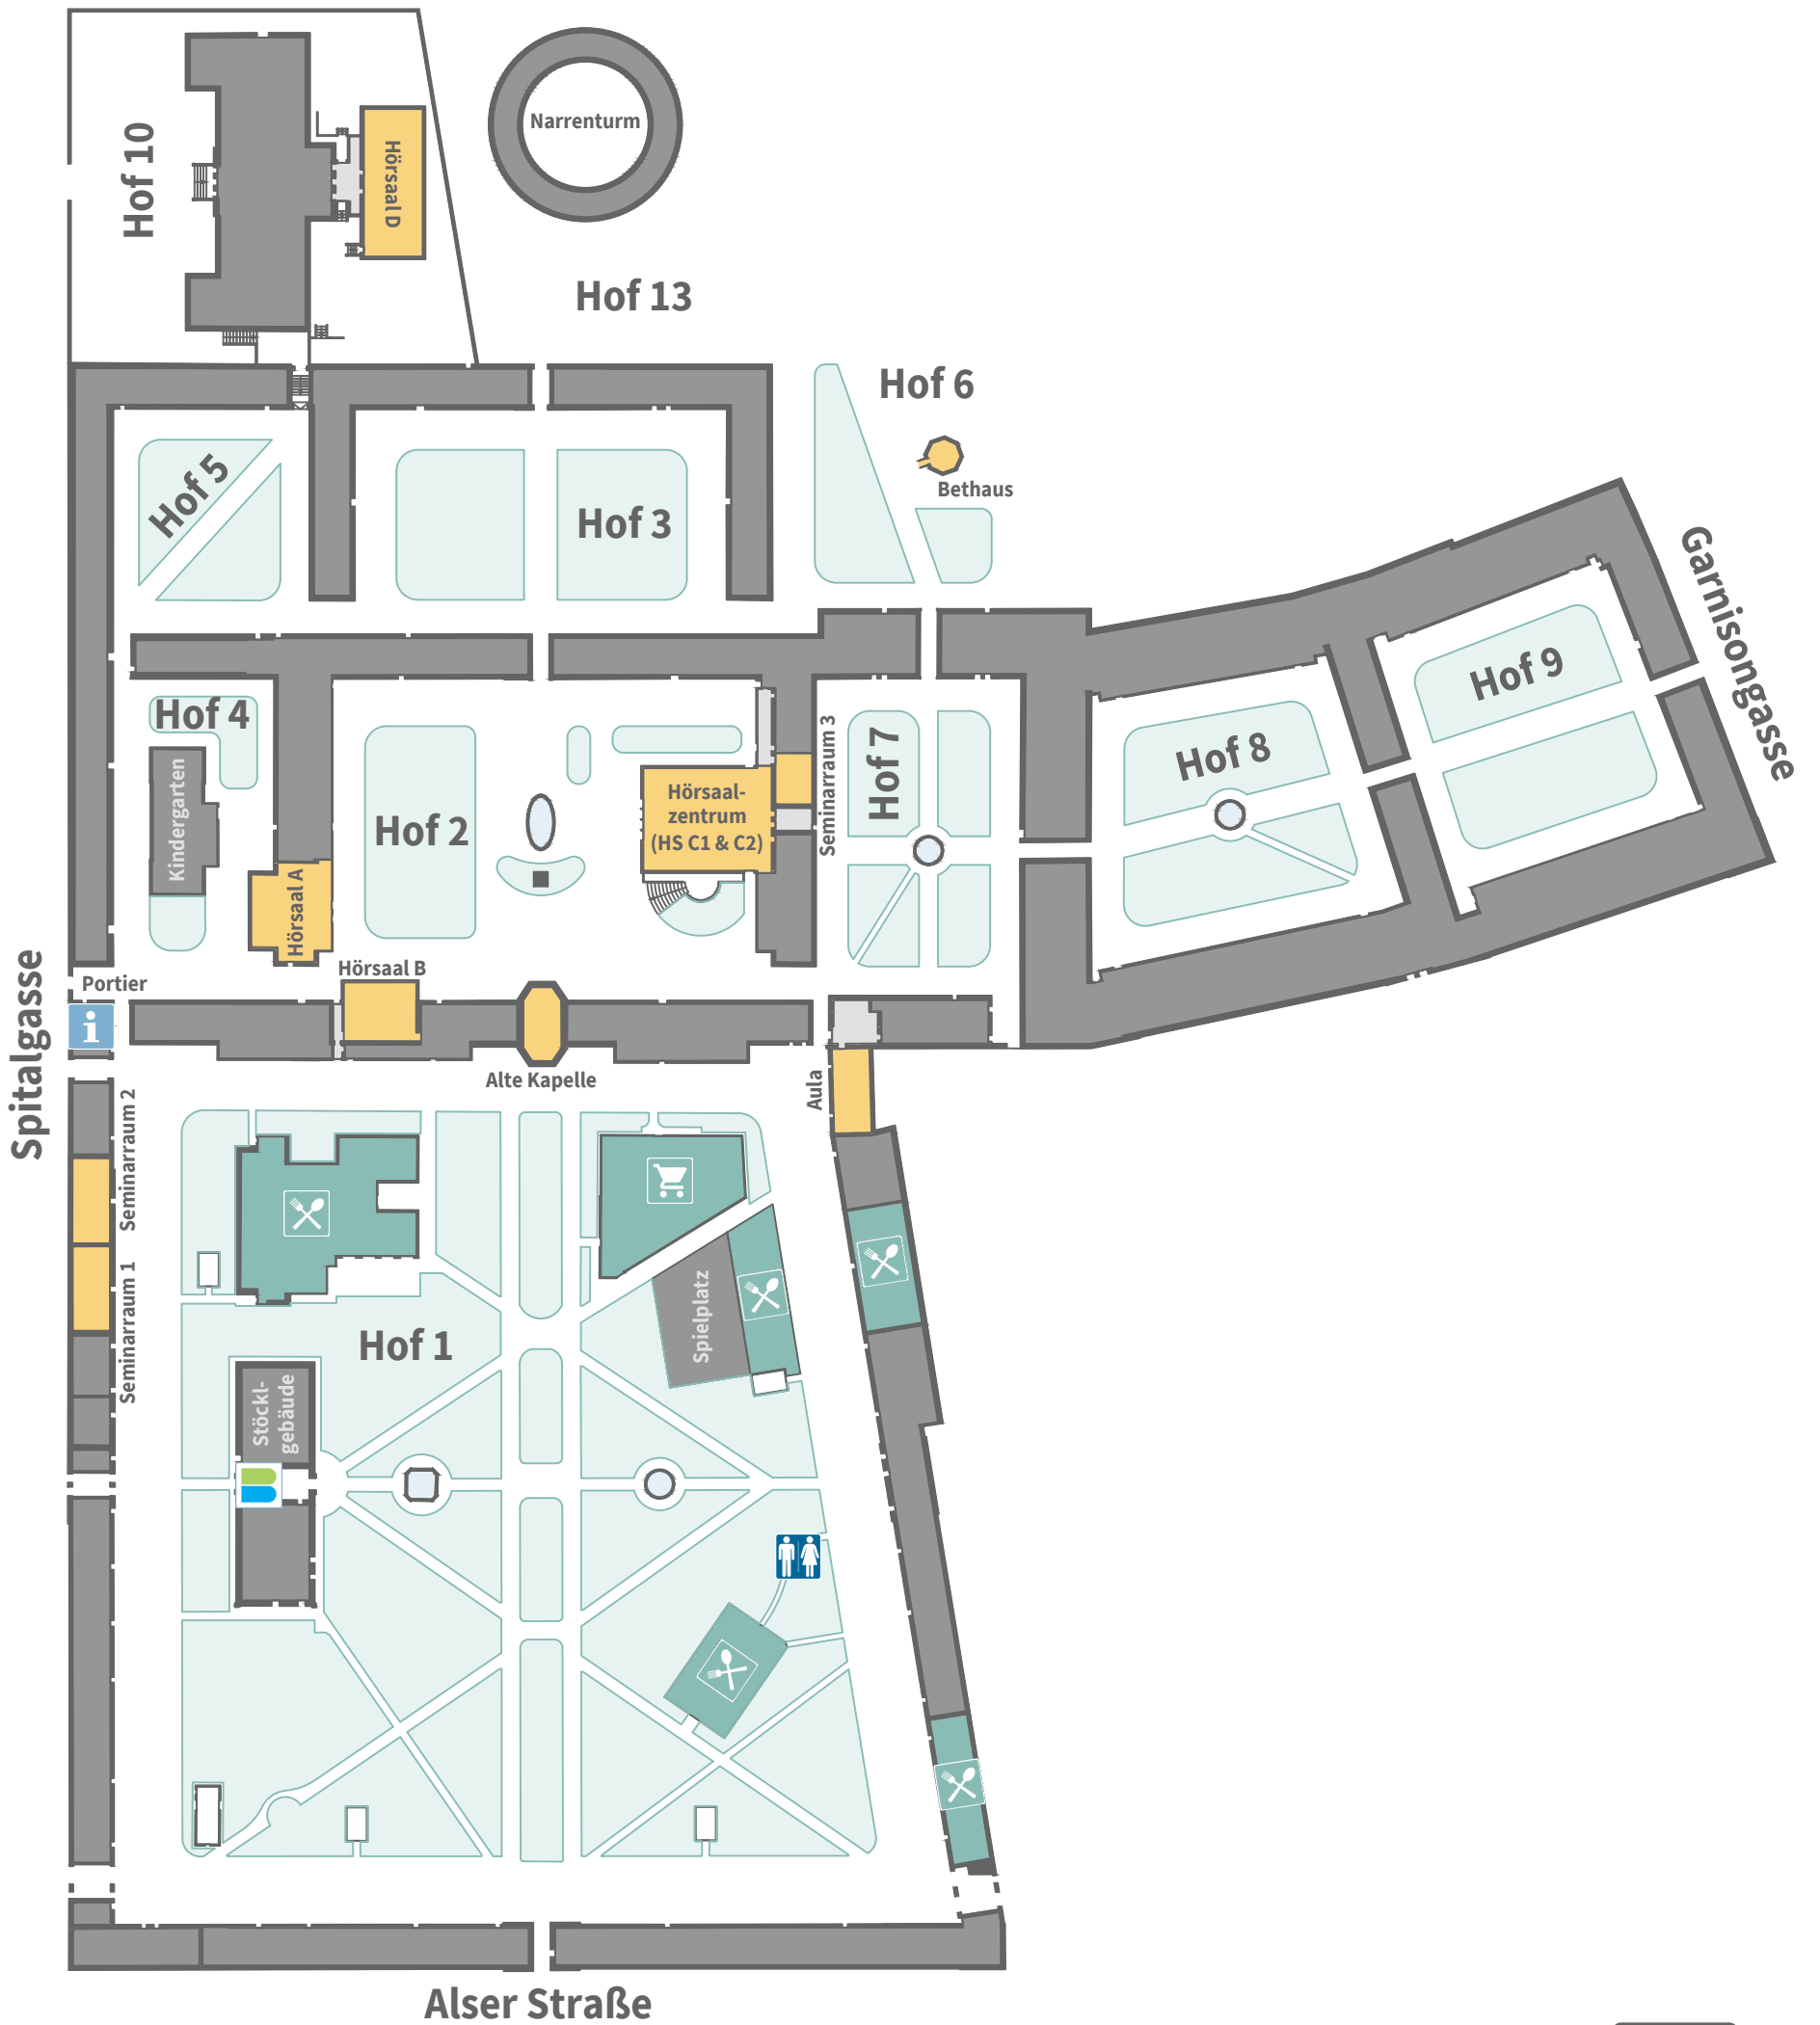 Narrenturm
Hof 10
Hörsaal D
Hof 13
Hof 6
Bethaus
Hof 5
Hof 3
Garnisongasse
Hof 9
Hof 4
Kindergarten
Hof 2
Hörsaal-
zentrum
(HS C1 & C2)
Seminarraum 3
Hof 7
Hof 8
Hörsaal A
Hörsaal B
Portier
i
Spitalgasse
Alte Kapelle
Aula
Seminarraum 2
Seminarraum 1
Spielplatz
Hof 1
Stöckl-
gebäude
Alser Straße